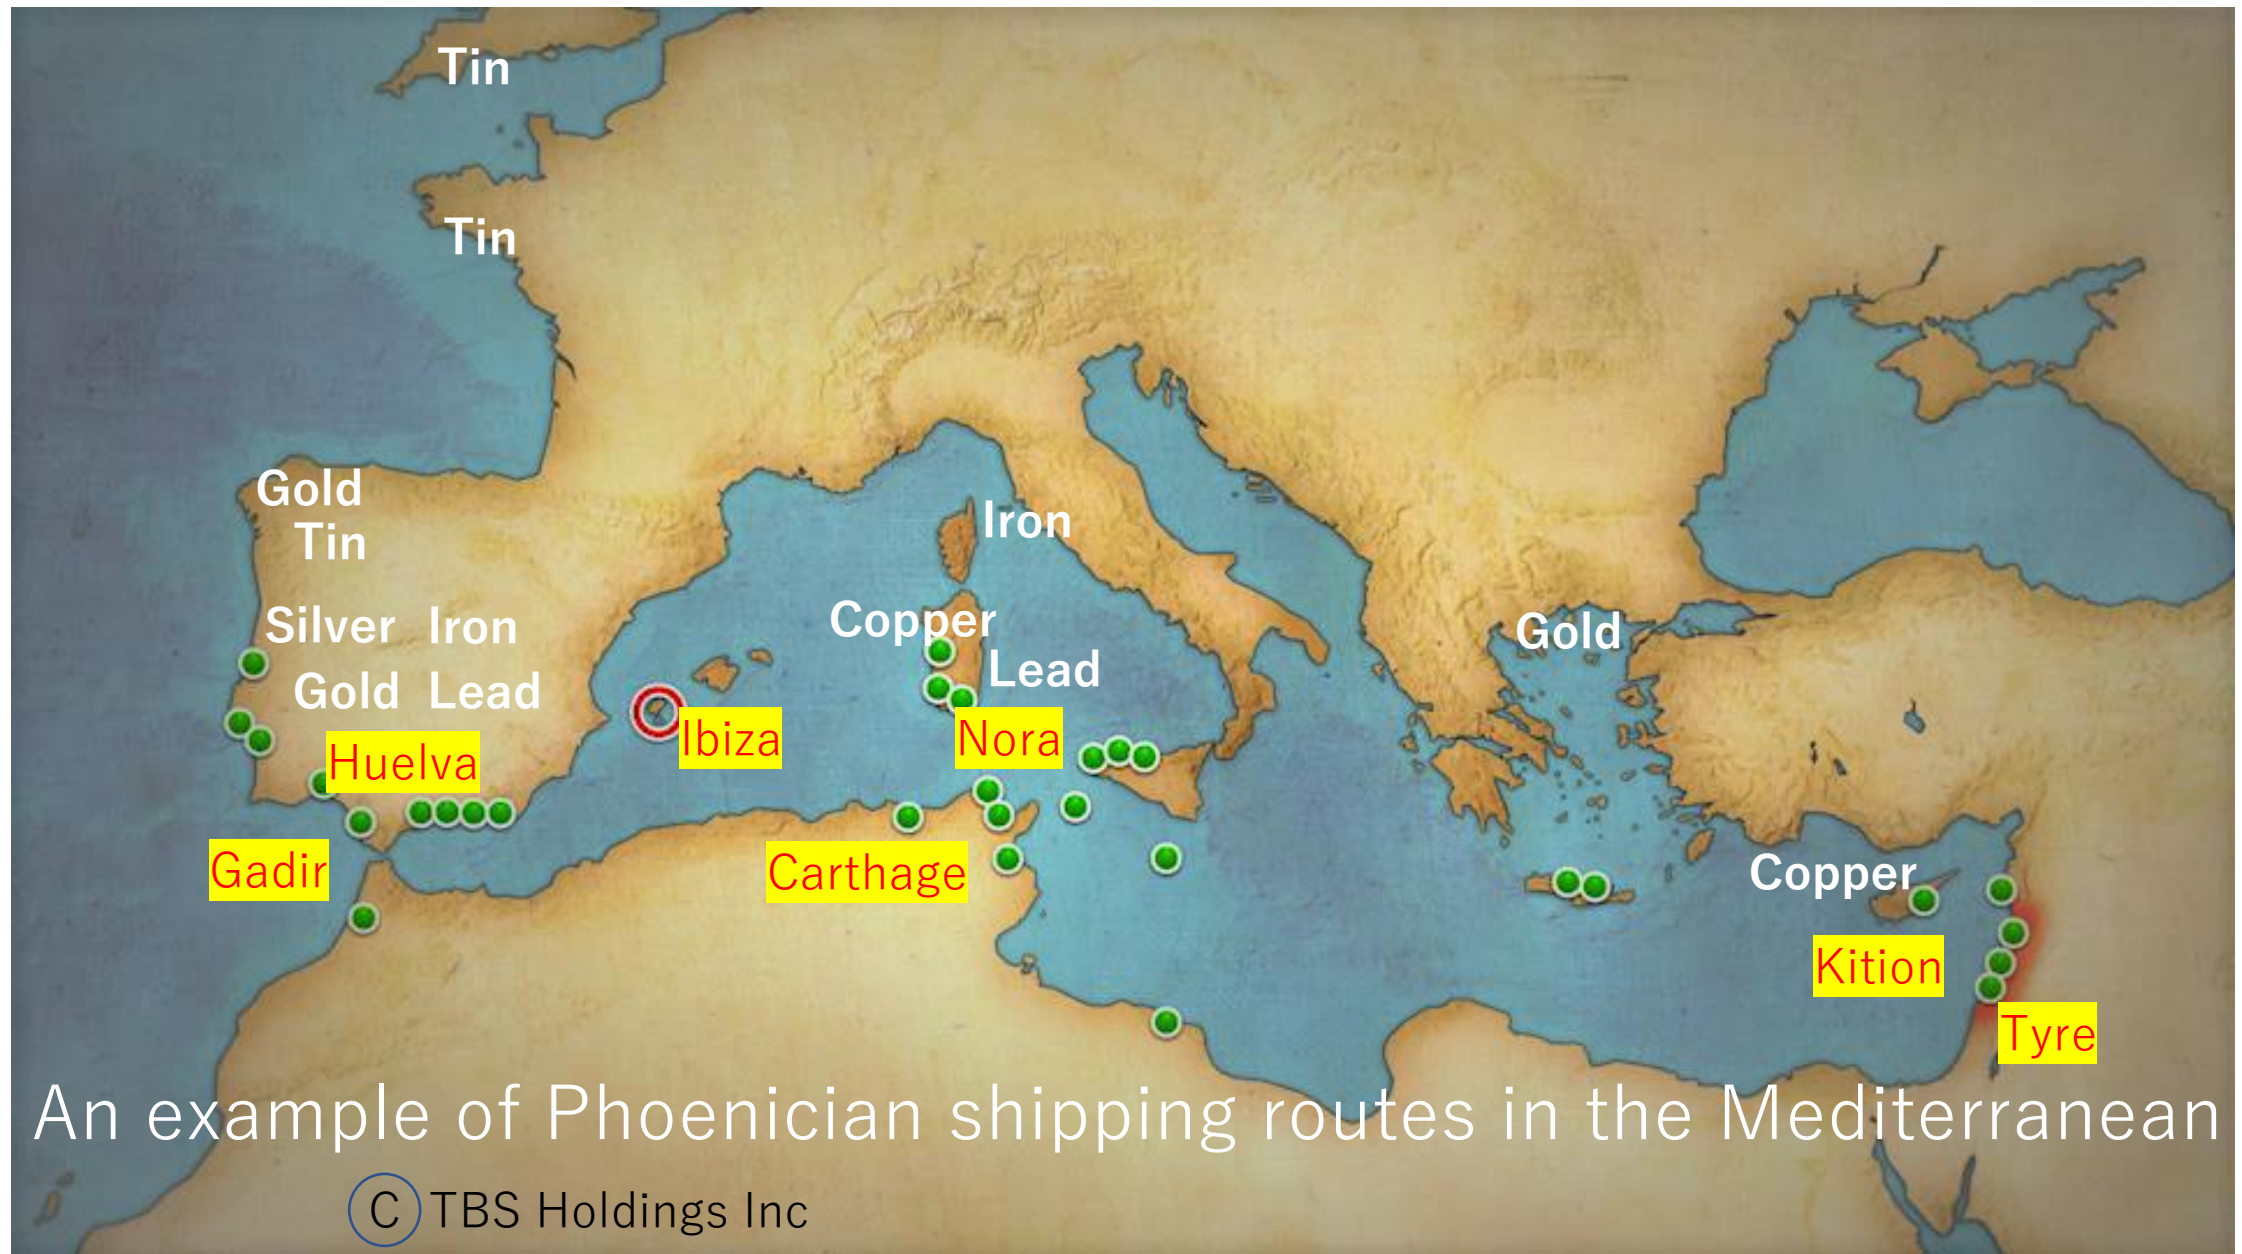 Tin
Tin
Gold
Tin
Iron
Silver Iron
Copper
Gold
Lead
Gold Lead
Ibiza
Nora
Huelva
Gadir
Carthage
Copper
Kition
Tyre
An example of Phoenician shipping routes in the Mediterranean
Ⓒ TBS Holdings Inc